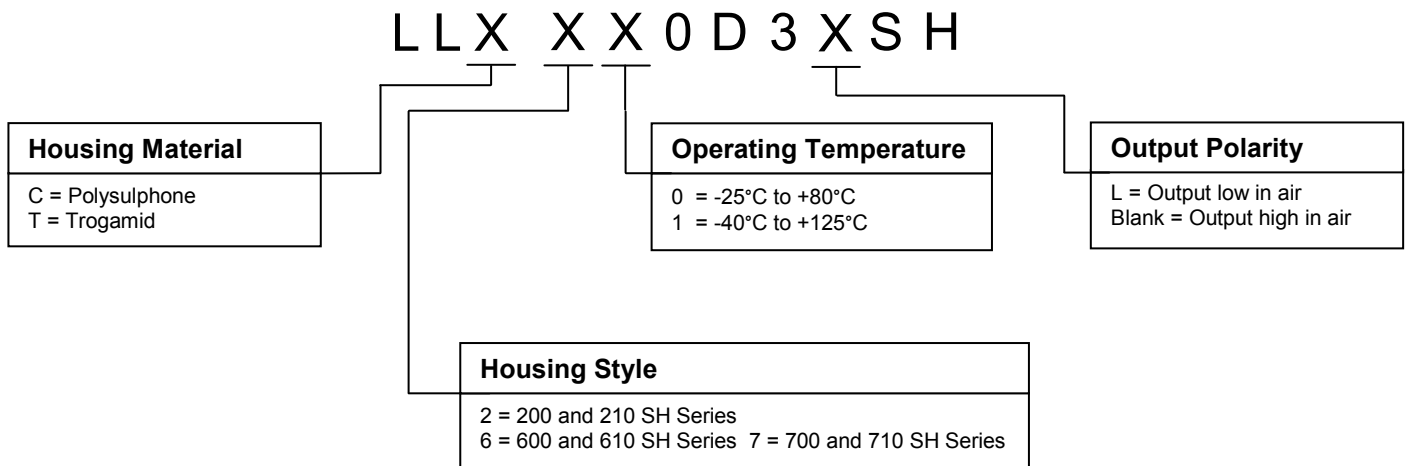 LLX XX0D3XSH
Housing Material
C = Polysulphone
T = Trogamid
Operating Temperature
0 = -25°C to +80°C
1 = -40°C to +125°C
Output Polarity
L = Output low in air
Blank = Output high in air
Housing Style
2 = 200 and 210 SH Series
6 = 600 and 610 SH Series 7 = 700 and 710 SH Series